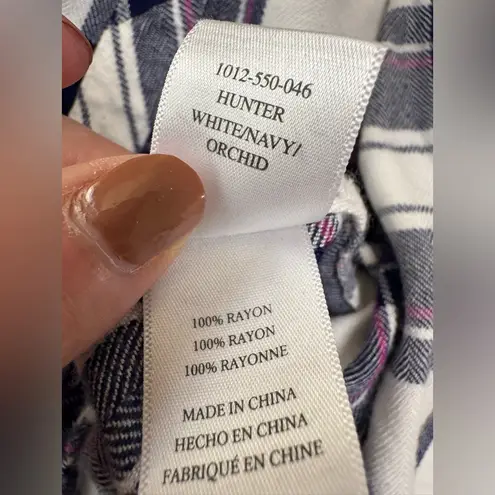 1012-550-046
HUNTER
WHITE/NAVY/
ORCHID
100% RAYON
100% RAYON
100% RAYONNE
MADE IN CHINA
HECHO EN CHINA
FABRIQUÉ EN CHINE